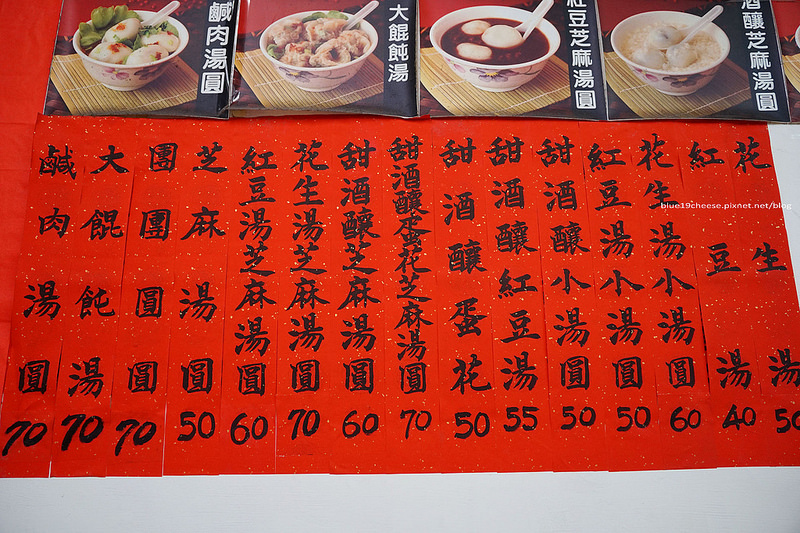 鹹肉湯圓
大餛飩湯
紅豆芝麻湯圓
酒釀芝麻湯圓
鹹肉湯圓 70
大餛飩湯 70
團團圓圓 70
芝麻湯圓 50
紅豆湯芝麻湯圓 60
花生湯芝麻湯圓 70
甜酒釀芝麻湯圓 60
甜酒釀蛋花芝麻湯圓 70
甜酒釀蛋花 50
甜酒釀紅豆湯 55
甜酒釀小湯圓 50
紅豆湯小湯圓 50
花生湯小湯圓 60
紅豆湯 40
花生湯 50
blue19cheese.pixnet.net/blog